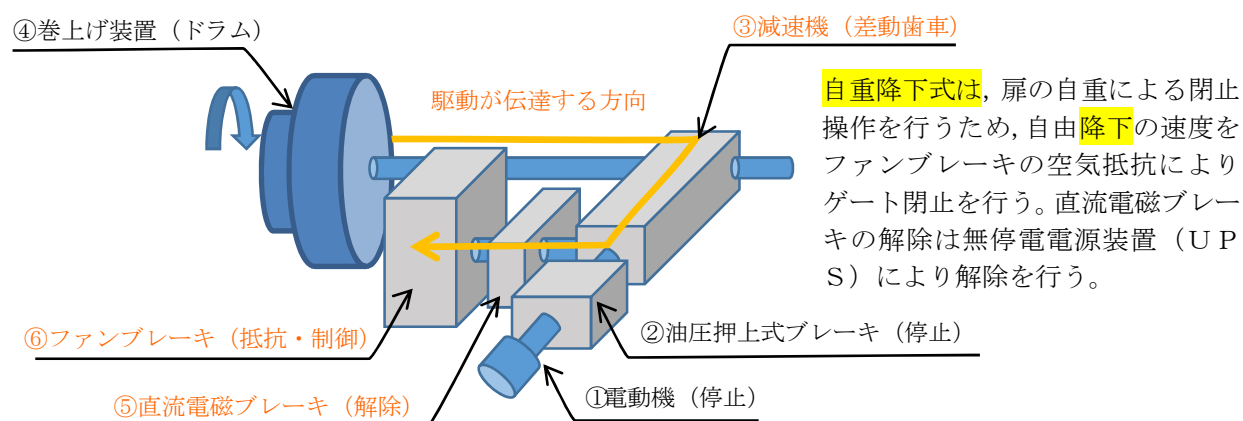 ④巻上げ装置（ドラム）
③減速機（差動歯車）
駆動が伝達する方向
自重降下式は，扉の自重による閉止
操作を行うため，自由降下の速度を
ファンブレーキの空気抵抗により
ゲート閉止を行う。直流電磁ブレー
キの解除は無停電電源装置（ＵＰ
Ｓ）により解除を行う。
⑥ファンブレーキ（抵抗・制御）
②油圧押上式ブレーキ（停止）
⑤直流電磁ブレーキ（解除）
①電動機（停止）